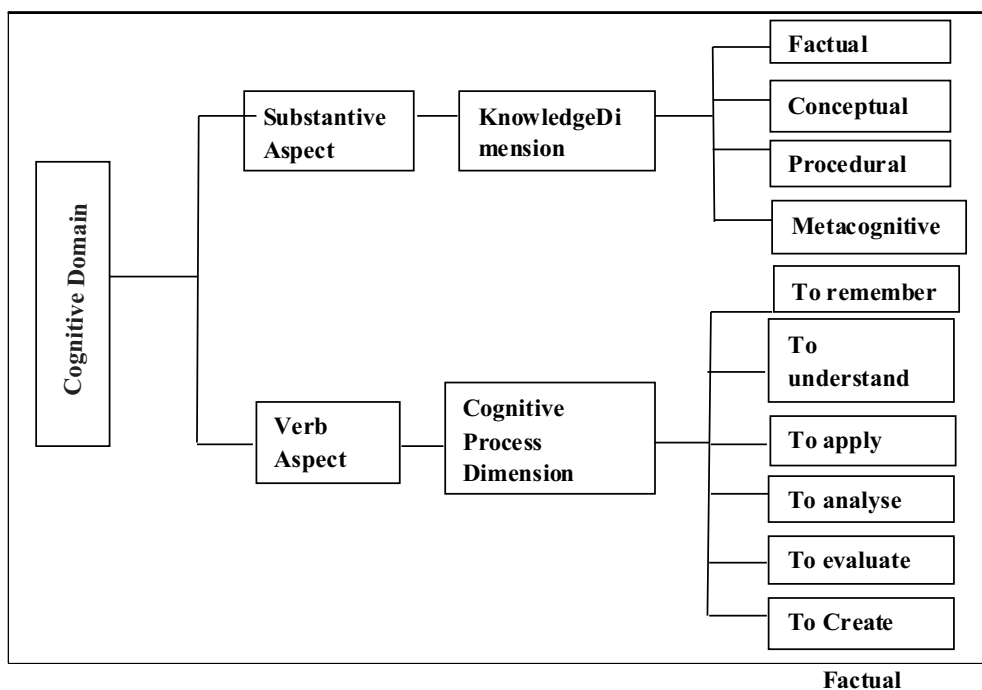 Cognitive Domain
Substantive
Aspect
KnowledgeDi
mension
Factual
Conceptual
Procedural
Metacognitive
Verb
Aspect
Cognitive
Process
Dimension
To remember
To
understand
To apply
To analyse
To evaluate
To Create
Factual